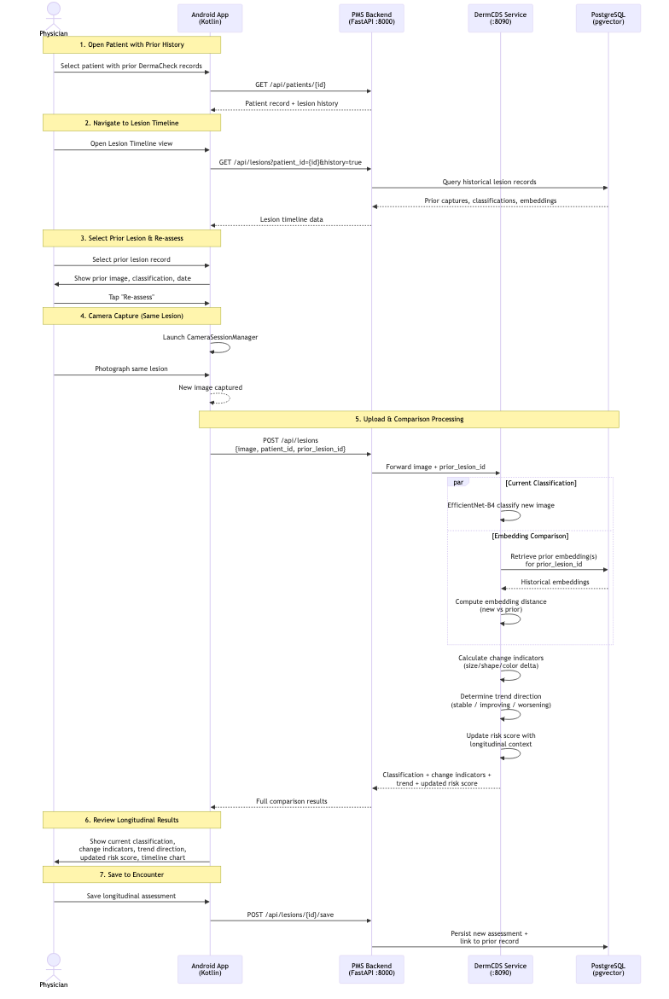 Android App
(Kotlin)
PMS Backend
(FastAPI :8000)
DermCDS Service
(:8090)
PostgreSQL
(pgvector)
Physician
1. Open Patient with Prior History
Select patient with prior DermaCheck records
GET /api/patients/{id}
Patient record + lesion history
2. Navigate to Lesion Timeline
Open Lesion Timeline view
GET /api/lesions?patient_id={id}&history=true
Query historical lesion records
Prior captures, classifications, embeddings
Lesion timeline data
3. Select Prior Lesion & Re-assess
Select prior lesion record
Show prior image, classification, date
Tap "Re-assess"
4. Camera Capture (Same Lesion)
Launch CameraSessionManager
Photograph same lesion
New image captured
5. Upload & Comparison Processing
POST /api/lesions
{image, patient_id, prior_lesion_id}
Forward image + prior_lesion_id
par
[Current Classification]
EfficientNet-B4 classify new image
[Embedding Comparison]
Retrieve prior embedding(s)
for prior_lesion_id
Historical embeddings
Compute embedding distance
(new vs prior)
Calculate change indicators
(size/shape/color delta)
Determine trend direction
(stable / improving / worsening)
Update risk score with
longitudinal context
Classification + change indicators +
trend + updated risk score
Full comparison results
6. Review Longitudinal Results
Show current classification,
change indicators, trend direction,
updated risk score, timeline chart
7. Save to Encounter
Save longitudinal assessment
POST /api/lesions/{id}/save
Persist new assessment +
link to prior record
Physician
Android App
(Kotlin)
PMS Backend
(FastAPI :8000)
DermCDS Service
(:8090)
PostgreSQL
(pgvector)